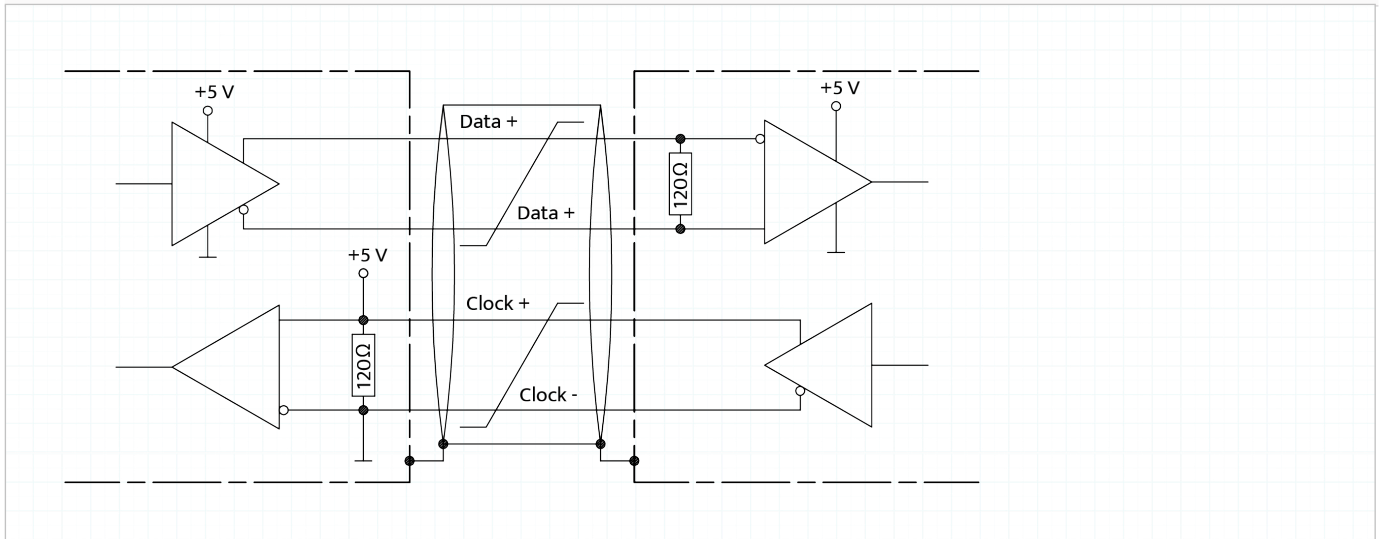 +5 V
+5 V
Data +
120Ω
Data +
+5 V
Clock +
120Ω
Clock -